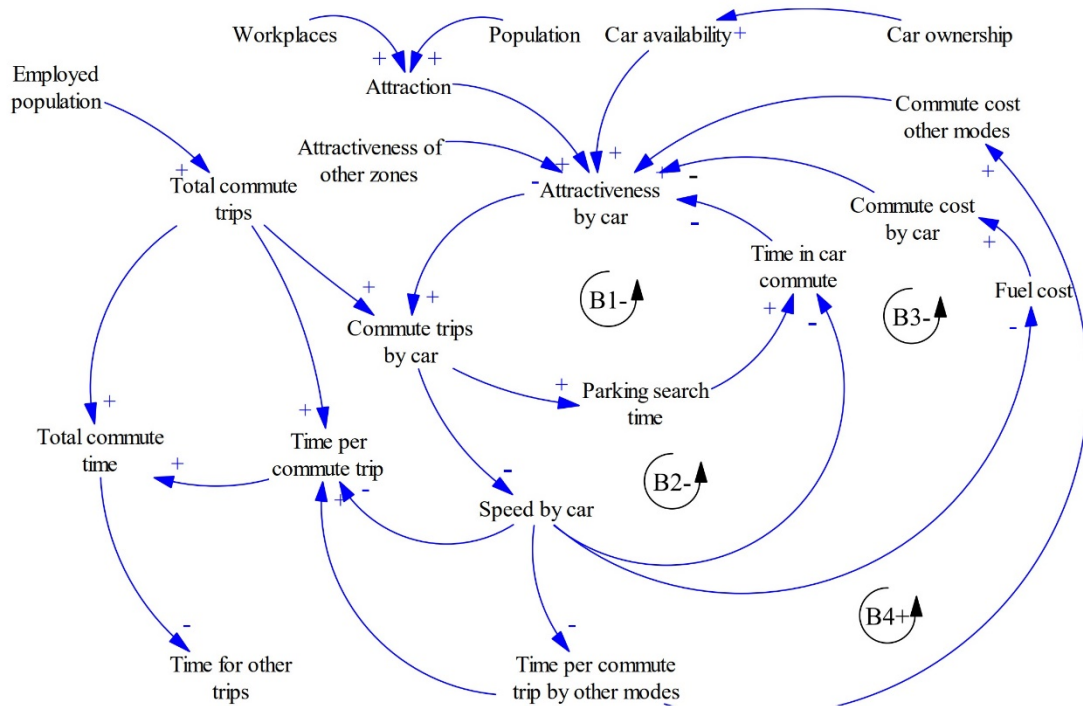 Workplaces
Population
Car availability
+
Car ownership
+
+
+
Employed
population
Attraction
Commute cost
other modes
Attractiveness of
other zones
+
+
+
+
-
+
+
-
Total commute
trips
Attractiveness
by car
Commute cost
by car
-
Time in car
commute
+
Fuel cost
+
+
B1-
B3-
Commute trips
by car
+
-
-
+
Parking search
time
+
+
Total commute
time
+
Time per
commute trip
-
+
-
B2-
Speed by car
B4+
-
-
Time for other
trips
Time per commute
trip by other modes